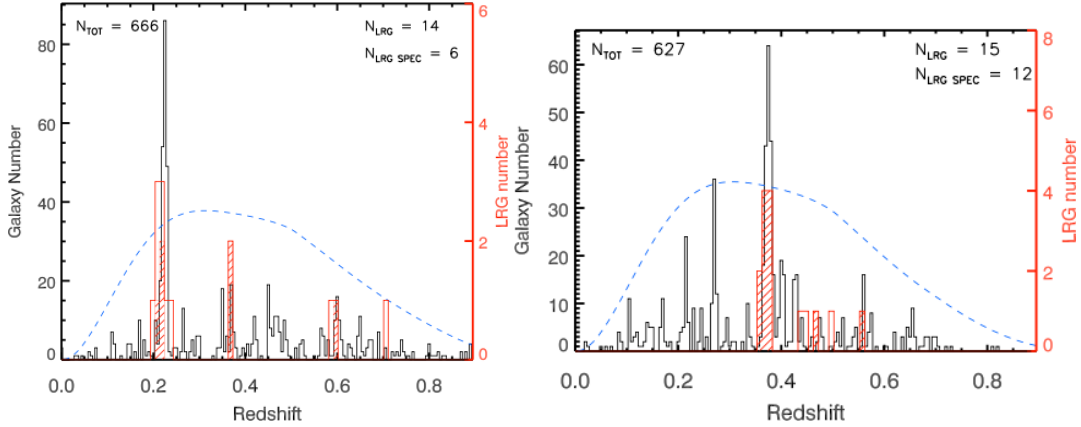 N_TOT = 666
N_LRG = 14
N_LRG SPEC = 6
Galaxy Number
80
60
40
20
0
6
4
2
0
LRG number
0.0 0.2 0.4 0.6 0.8
Redshift
N_TOT = 627
N_LRG = 15
N_LRG SPEC = 12
Galaxy Number
60
50
40
30
20
10
0
8
6
4
2
0
LRG number
0.0 0.2 0.4 0.6 0.8
Redshift